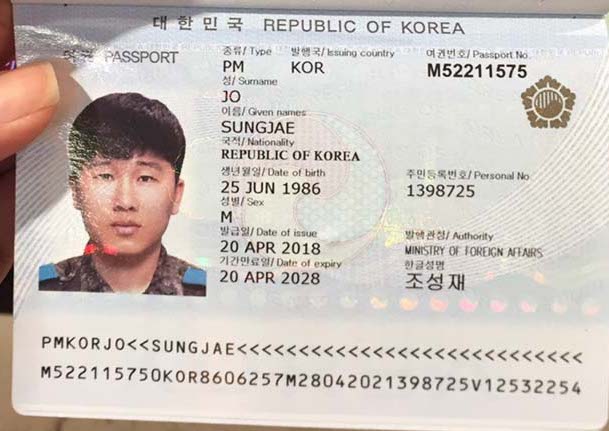 대한민국 REPUBLIC OF KOREA
PASSPORT
종류/ Type 발행국/ Issuing country 여권번호/ Passport No.
PM KOR M52211575
성/ Surname
JO
이름/ Given names
SUNGJAE
국적/ Nationality
REPUBLIC OF KOREA
생년월일/ Date of birth 주민등록번호/ Personal No
25 JUN 1986 1398725
성별/ Sex
M
발급일/ Date of issue 발행관청/ Authority
20 APR 2018 MINISTRY OF FOREIGN AFFAIRS
기간만료일/ Date of expiry 한글성명
20 APR 2028 조성재
PMKORJO<<SUNGJAE<<<<<<<<<<<<<<<<<<<<<<<<<<<<
M522115750KOR8606257M28042021398725V12532254